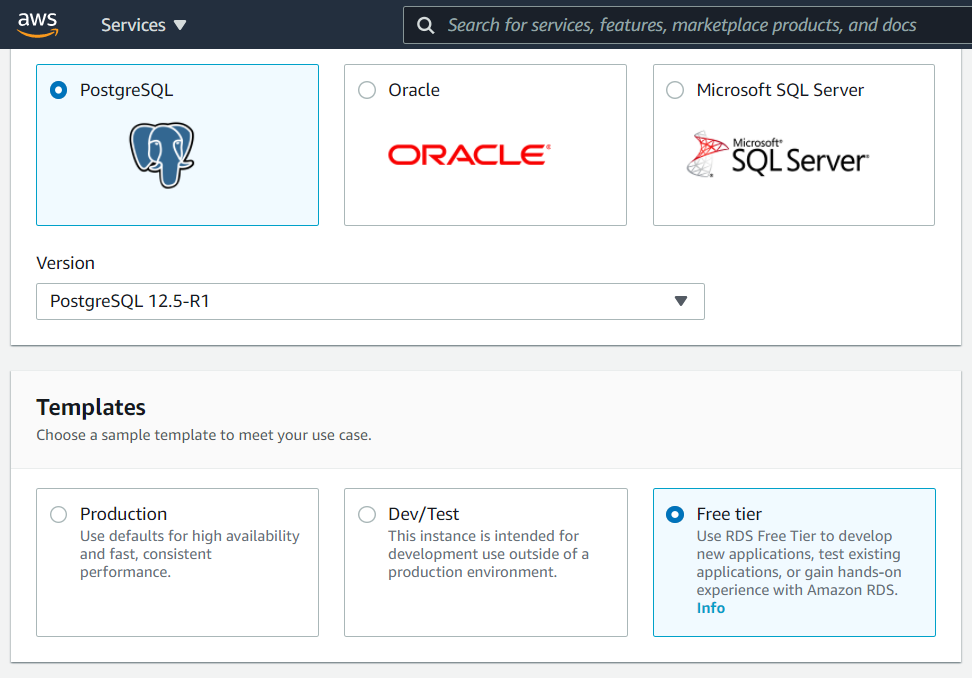 aws
Services
Search for services, features, marketplace products, and docs
PostgreSQL
Oracle
Microsoft SQL Server
ORACLE®
Microsoft®
SQL Server®
Version
PostgreSQL 12.5-R1
Templates
Choose a sample template to meet your use case.
Production
Use defaults for high availability
and fast, consistent
performance.
Dev/Test
This instance is intended for
development use outside of a
production environment.
Free tier
Use RDS Free Tier to develop
new applications, test existing
applications, or gain hands-on
experience with Amazon RDS.
Info